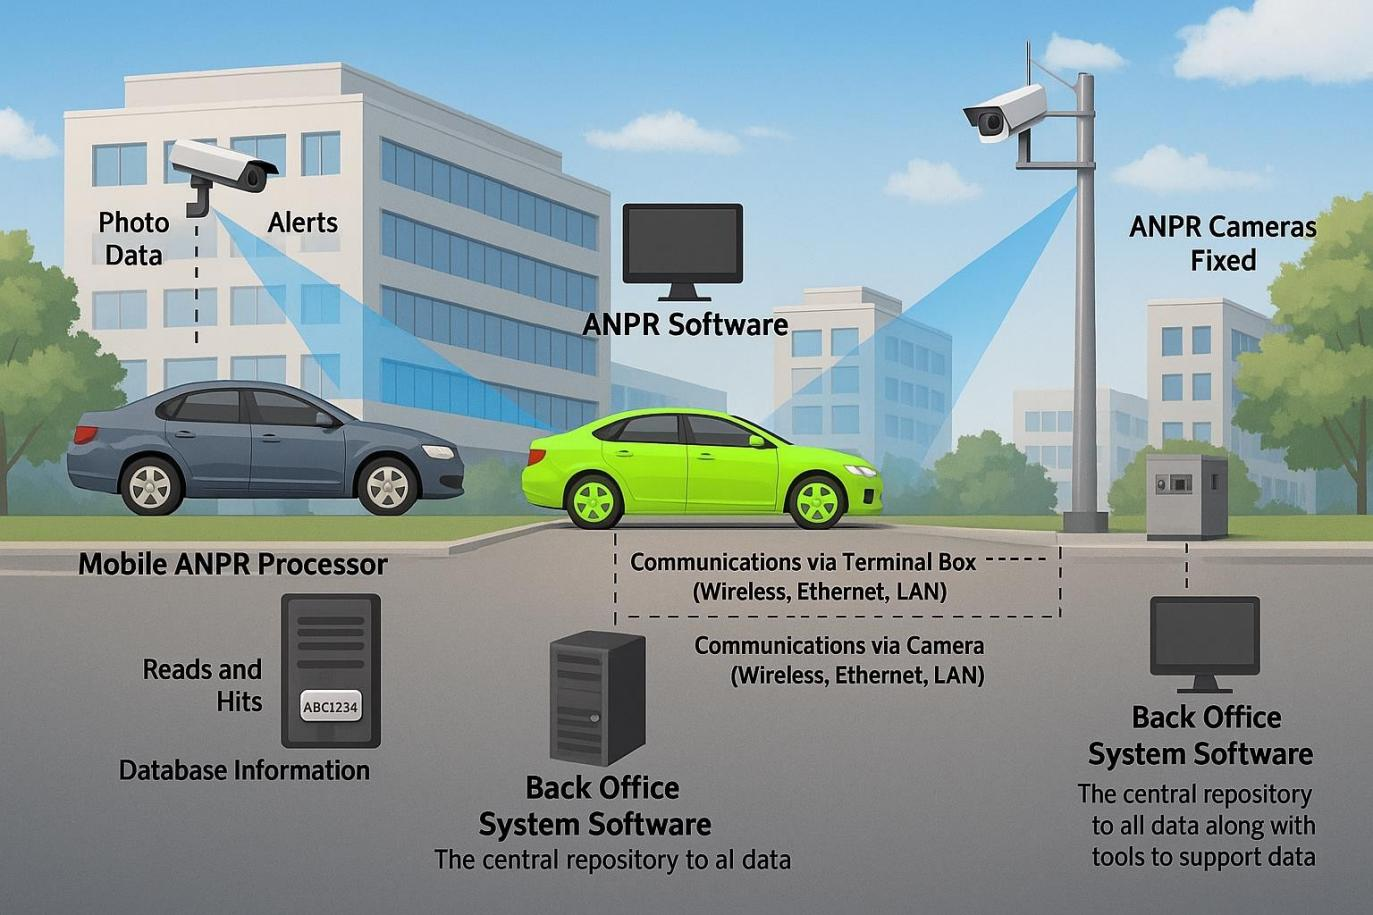 Photo
Data
Alerts
ANPR Software
ANPR Cameras
Fixed
Mobile ANPR Processor
Reads and
Hits
ABC1234
Database Information
Communications via Terminal Box
(Wireless, Ethernet, LAN)
Communications via Camera
(Wireless, Ethernet, LAN)
Back Office
System Software
The central repository to al data
Back Office
System Software
The central repository
to all data along with
tools to support data